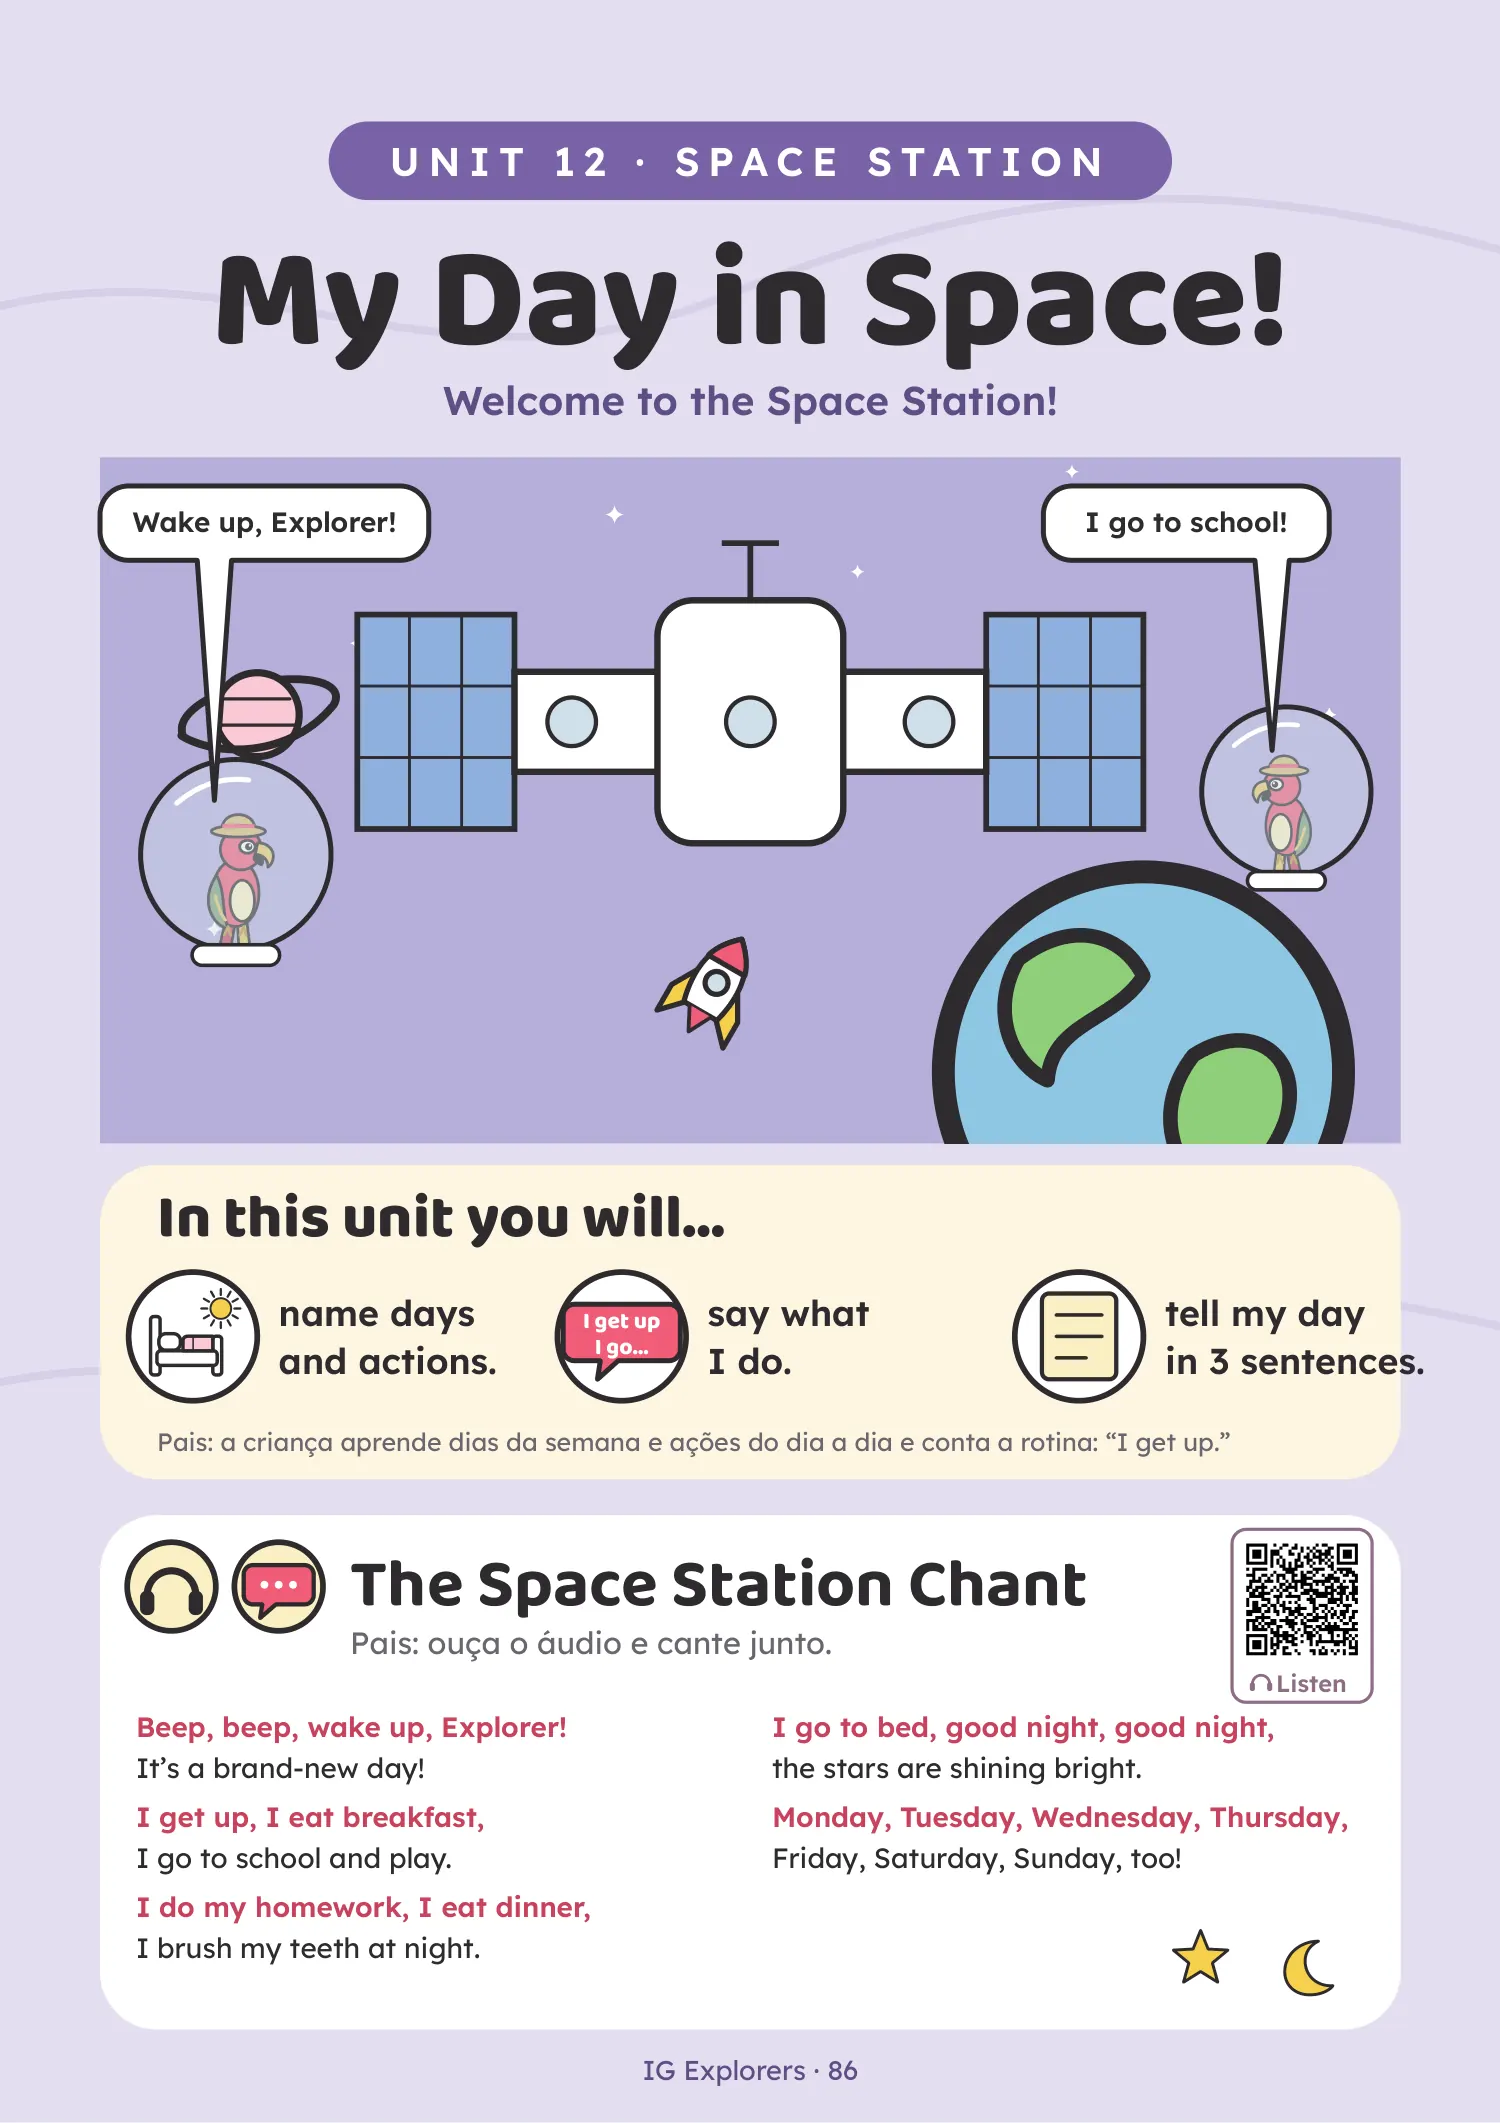 UNIT 12 · SPACE STATION
My Day in Space!
Welcome to the Space Station!
Wake up, Explorer!
I go to school!
In this unit you will...
name days
and actions.
I get up
I go...
say what
I do.
tell my day
in 3 sentences.
Pais: a criança aprende dias da semana e ações do dia a dia e conta a rotina: “I get up.”
The Space Station Chant
Pais: ouça o áudio e cante junto.
Listen
Beep, beep, wake up, Explorer!
It’s a brand-new day!
I get up, I eat breakfast,
I go to school and play.
I do my homework, I eat dinner,
I brush my teeth at night.
I go to bed, good night, good night,
the stars are shining bright.
Monday, Tuesday, Wednesday, Thursday,
Friday, Saturday, Sunday, too!
IG Explorers · 86